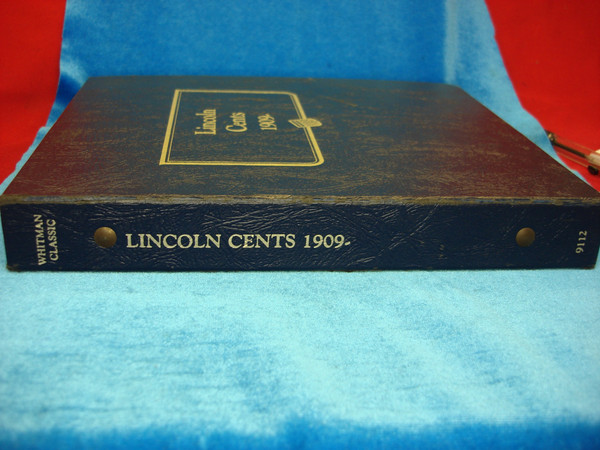 Lincoln
Cents
1909-
WHITMAN
CLASSIC
LINCOLN CENTS 1909-
9112